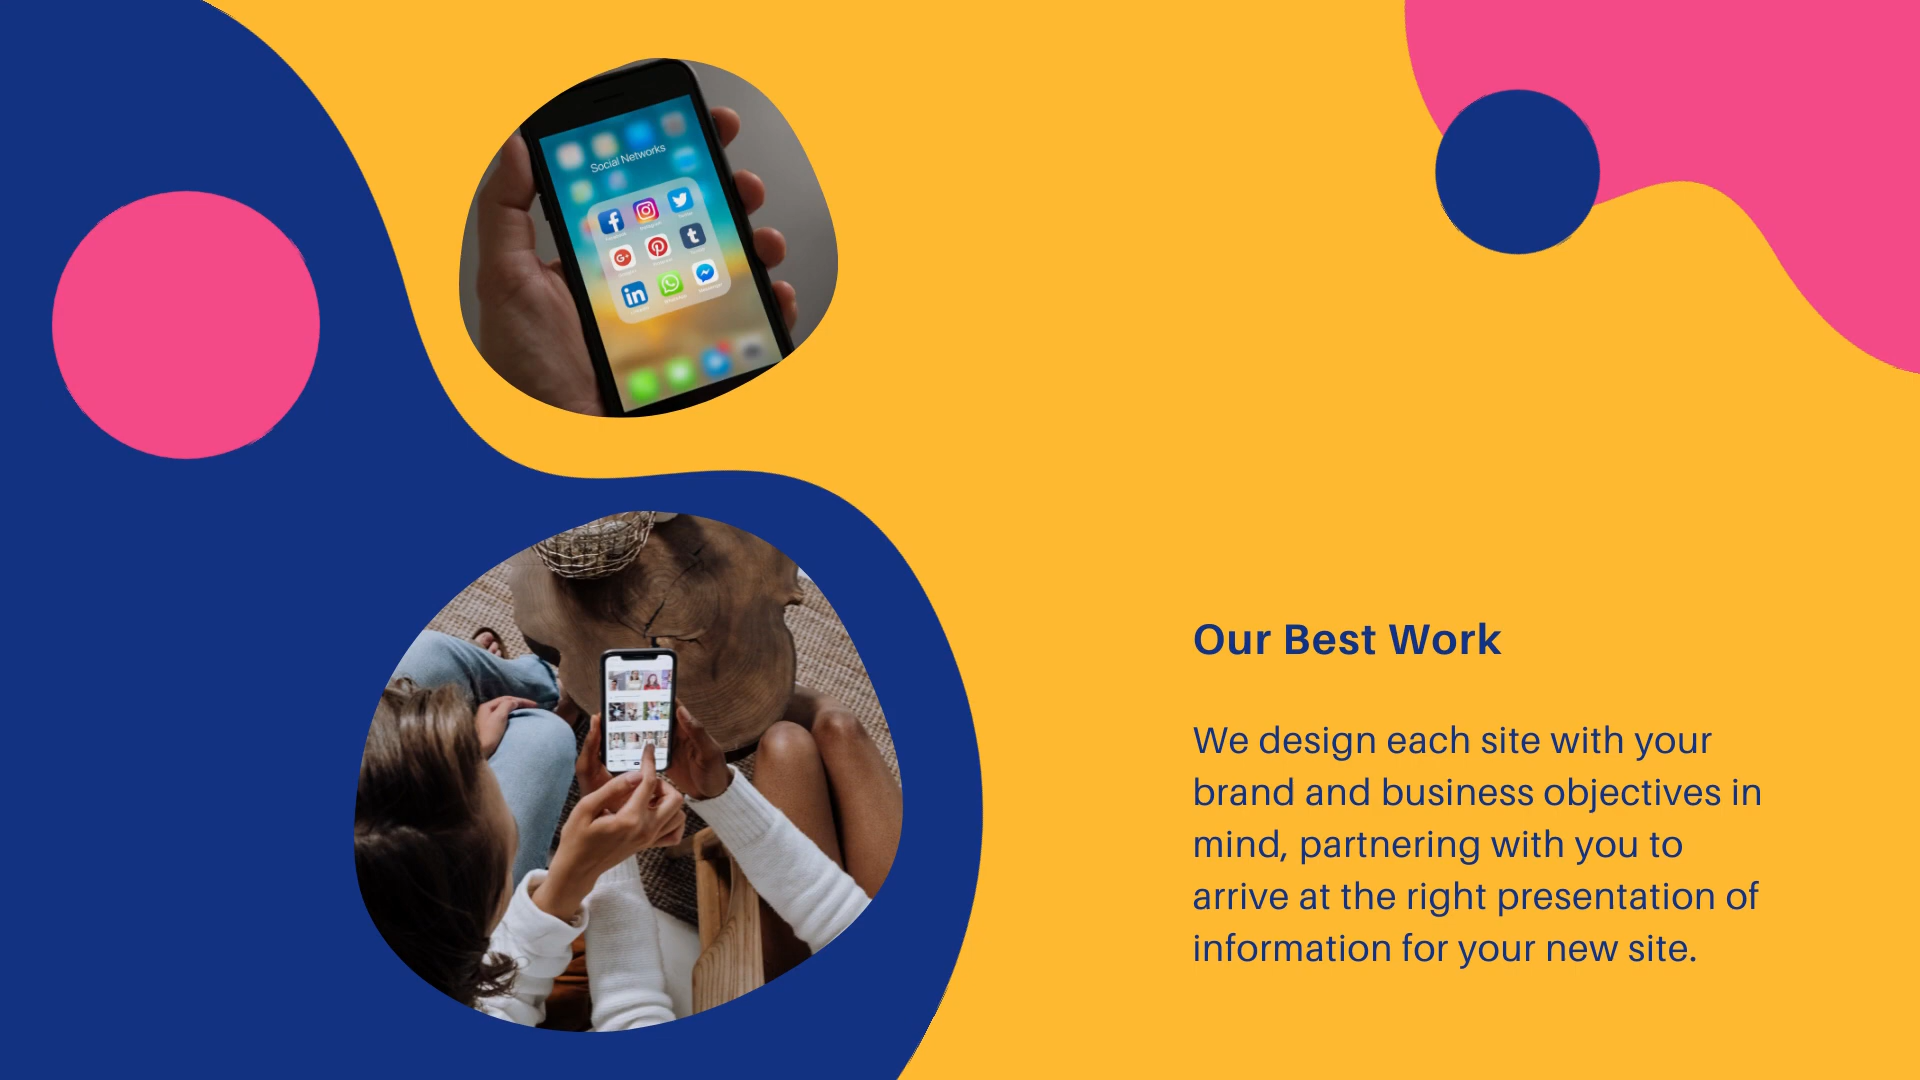 Social Networks
Our Best Work
We design each site with your
brand and business objectives in
mind, partnering with you to
arrive at the right presentation of
information for your new site.